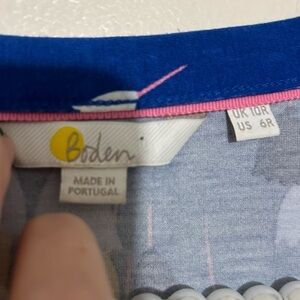 Boden
MADE IN
PORTUGAL
UK 10R
US 6R